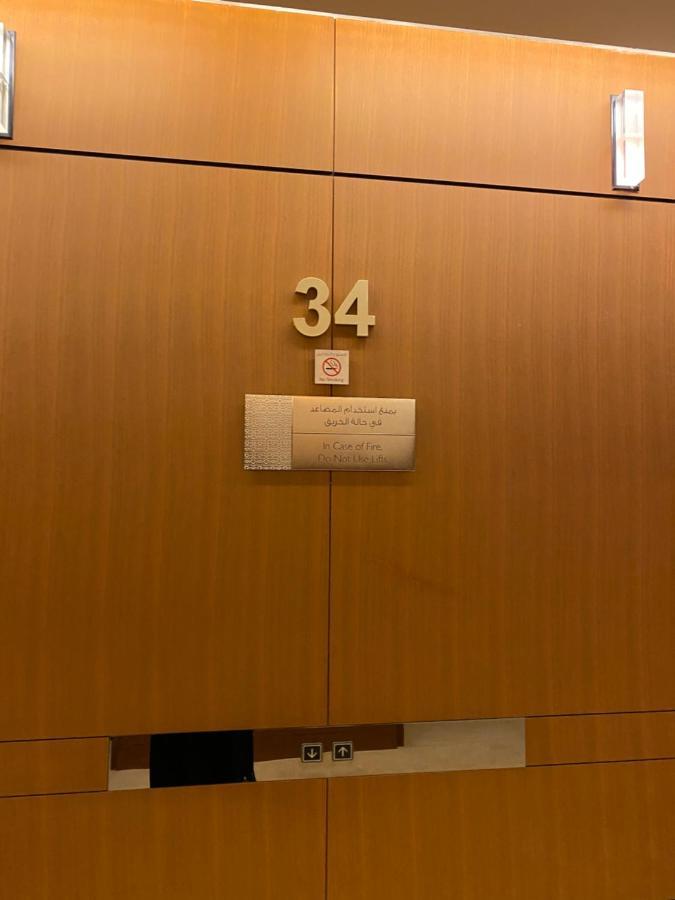 34
No Smoking
يمنع استخدام المصاعد
في حالة الحريق
In Case of Fire,
Do Not Use Lifts